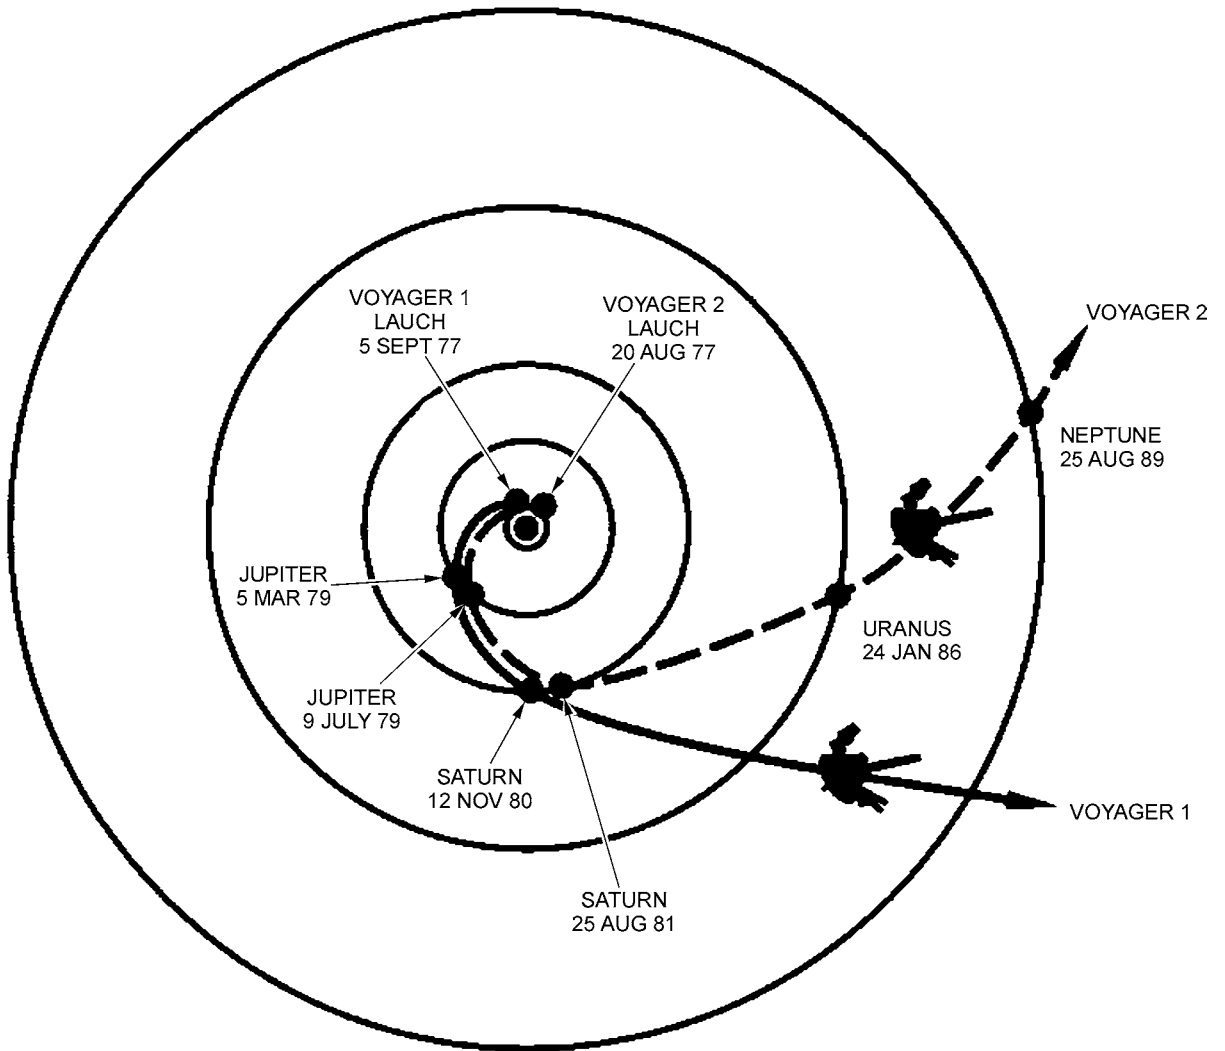 VOYAGER 1
LAUCH
5 SEPT 77
VOYAGER 2
LAUCH
20 AUG 77
VOYAGER 2
NEPTUNE
25 AUG 89
JUPITER
5 MAR 79
URANUS
24 JAN 86
JUPITER
9 JULY 79
SATURN
12 NOV 80
VOYAGER 1
SATURN
25 AUG 81